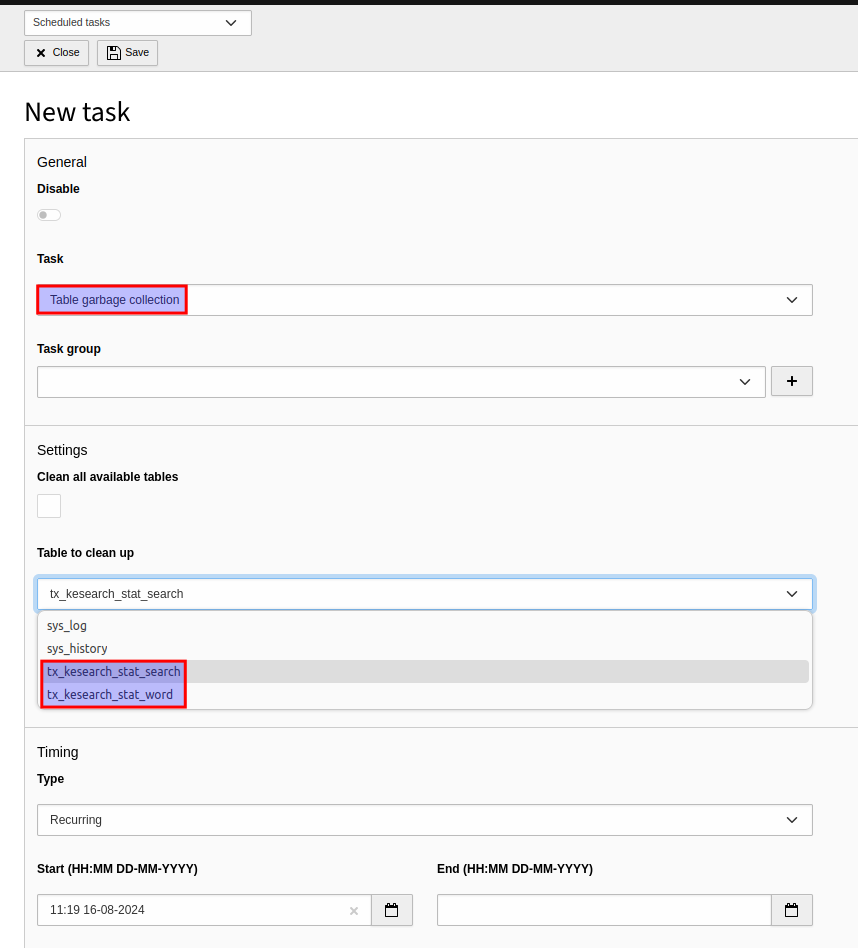 Scheduled tasks
Close Save
New task
General
Disable
Task
Table garbage collection
Task group
Settings
Clean all available tables
Table to clean up
tx_kesearch_stat_search
sys_log
sys_history
tx_kesearch_stat_search
tx_kesearch_stat_word
Timing
Type
Recurring
Start (HH:MM DD-MM-YYYY) End (HH:MM DD-MM-YYYY)
11:19 16-08-2024